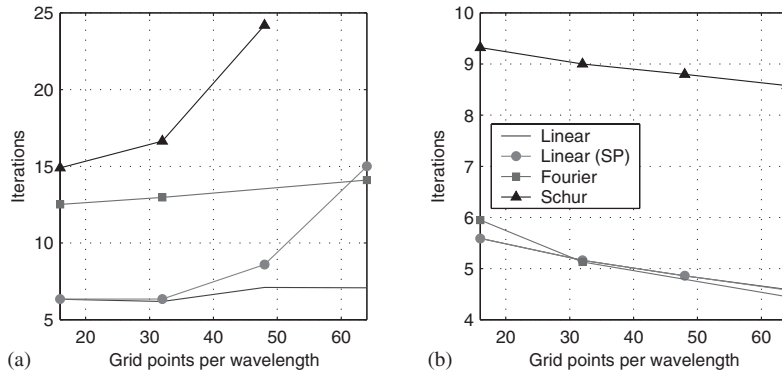 25
20
15
10
5
20
30
40
50
60
Iterations
Grid points per wavelength
(a)
10
9
8
7
6
5
4
20
30
40
50
60
Iterations
Grid points per wavelength
(b)
Linear
Linear (SP)
Fourier
Schur